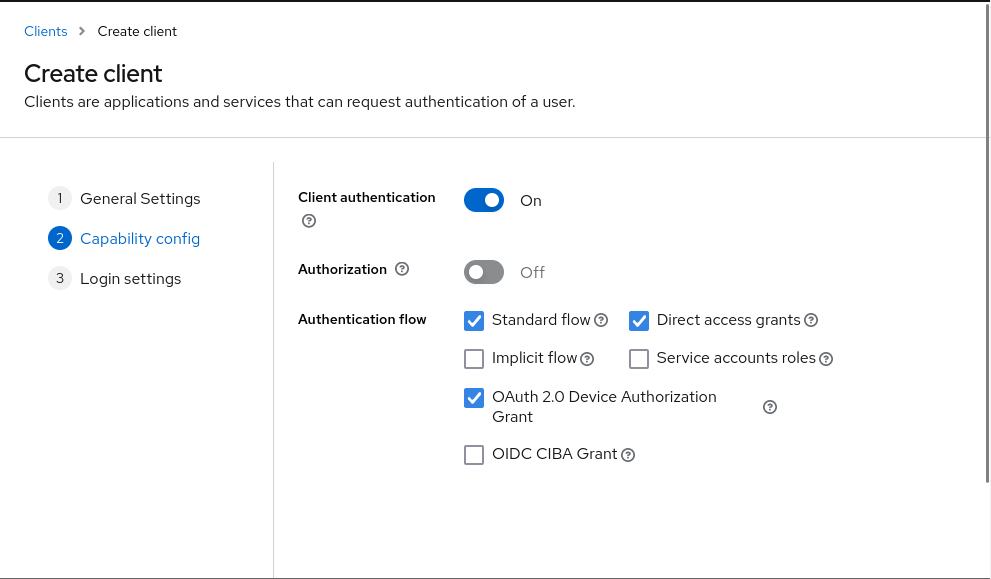 Clients > Create client
Create client
Clients are applications and services that can request authentication of a user.
1 General Settings
2 Capability config
3 Login settings
Client authentication
? On
Authorization ? Off
Authentication flow
Standard flow ? Direct access grants ?
Implicit flow ? Service accounts roles ?
OAuth 2.0 Device Authorization
Grant ?
OIDC CIBA Grant ?